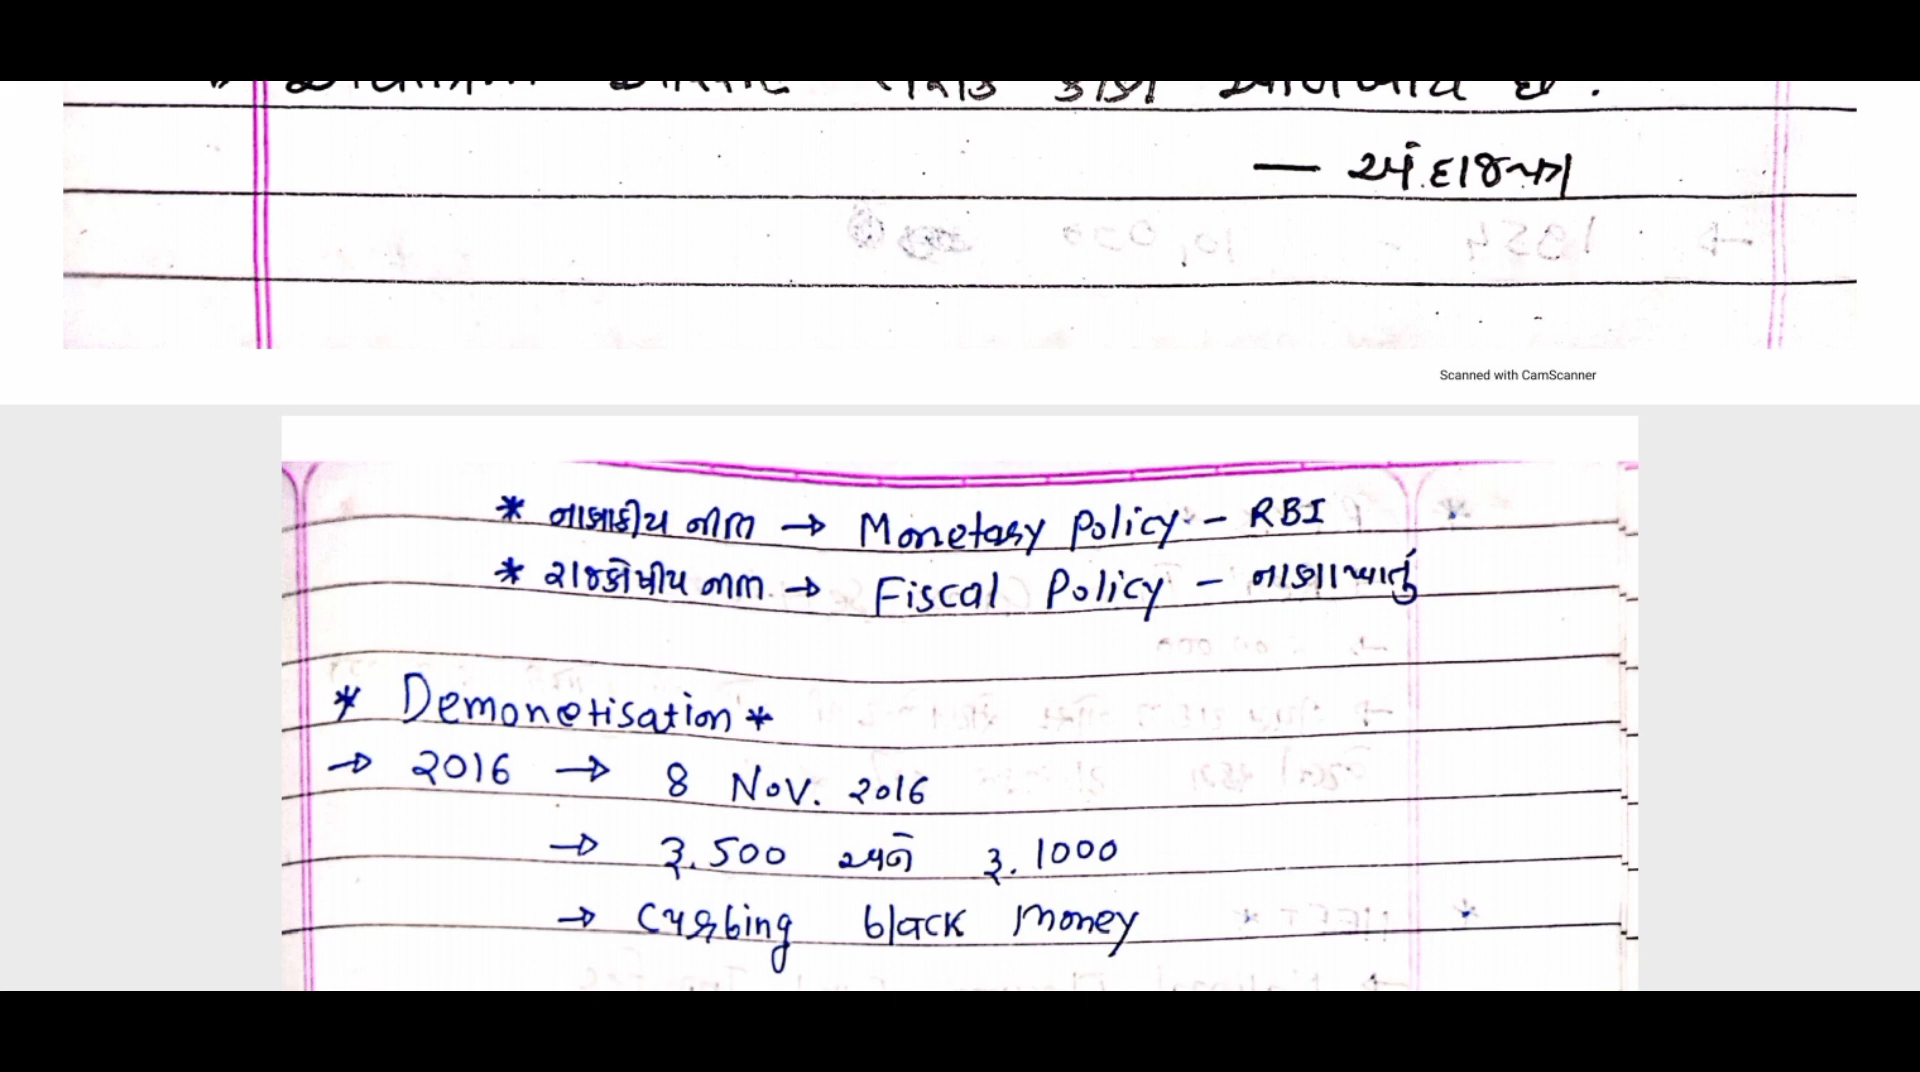 — અંદાજપત્ર
Scanned with CamScanner
* નાણાકીય નીતિ → Monetary Policy - RBI
* રાજકોષીય નીતિ → Fiscal Policy - નાણાખાતું
* Demonetisation *
→ 2016 → 8 Nov. 2016
→ રૂ. 500 અને રૂ. 1000
→ Curbing black money